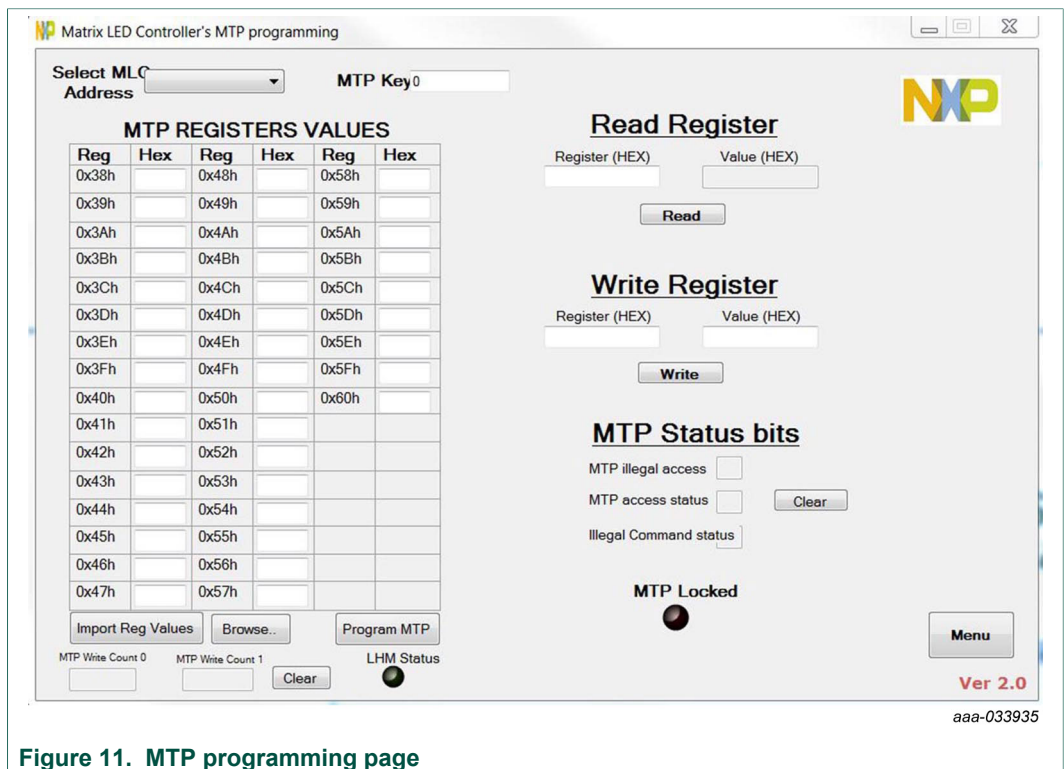 Matrix LED Controller's MTP programming
Select MLC
Address
MTP Key 0
NXP
MTP REGISTERS VALUES
Reg Hex Reg Hex Reg Hex
0x38h 0x48h 0x58h
0x39h 0x49h 0x59h
0x3Ah 0x4Ah 0x5Ah
0x3Bh 0x4Bh 0x5Bh
0x3Ch 0x4Ch 0x5Ch
0x3Dh 0x4Dh 0x5Dh
0x3Eh 0x4Eh 0x5Eh
0x3Fh 0x4Fh 0x5Fh
0x40h 0x50h 0x60h
0x41h 0x51h
0x42h 0x52h
0x43h 0x53h
0x44h 0x54h
0x45h 0x55h
0x46h 0x56h
0x47h 0x57h
Import Reg Values Browse.. Program MTP
MTP Write Count 0 MTP Write Count 1 LHM Status
Clear
Read Register
Register (HEX) Value (HEX)
Read
Write Register
Register (HEX) Value (HEX)
Write
MTP Status bits
MTP illegal access
MTP access status Clear
Illegal Command status
MTP Locked
Menu
Ver 2.0
aaa-033935
Figure 11. MTP programming page